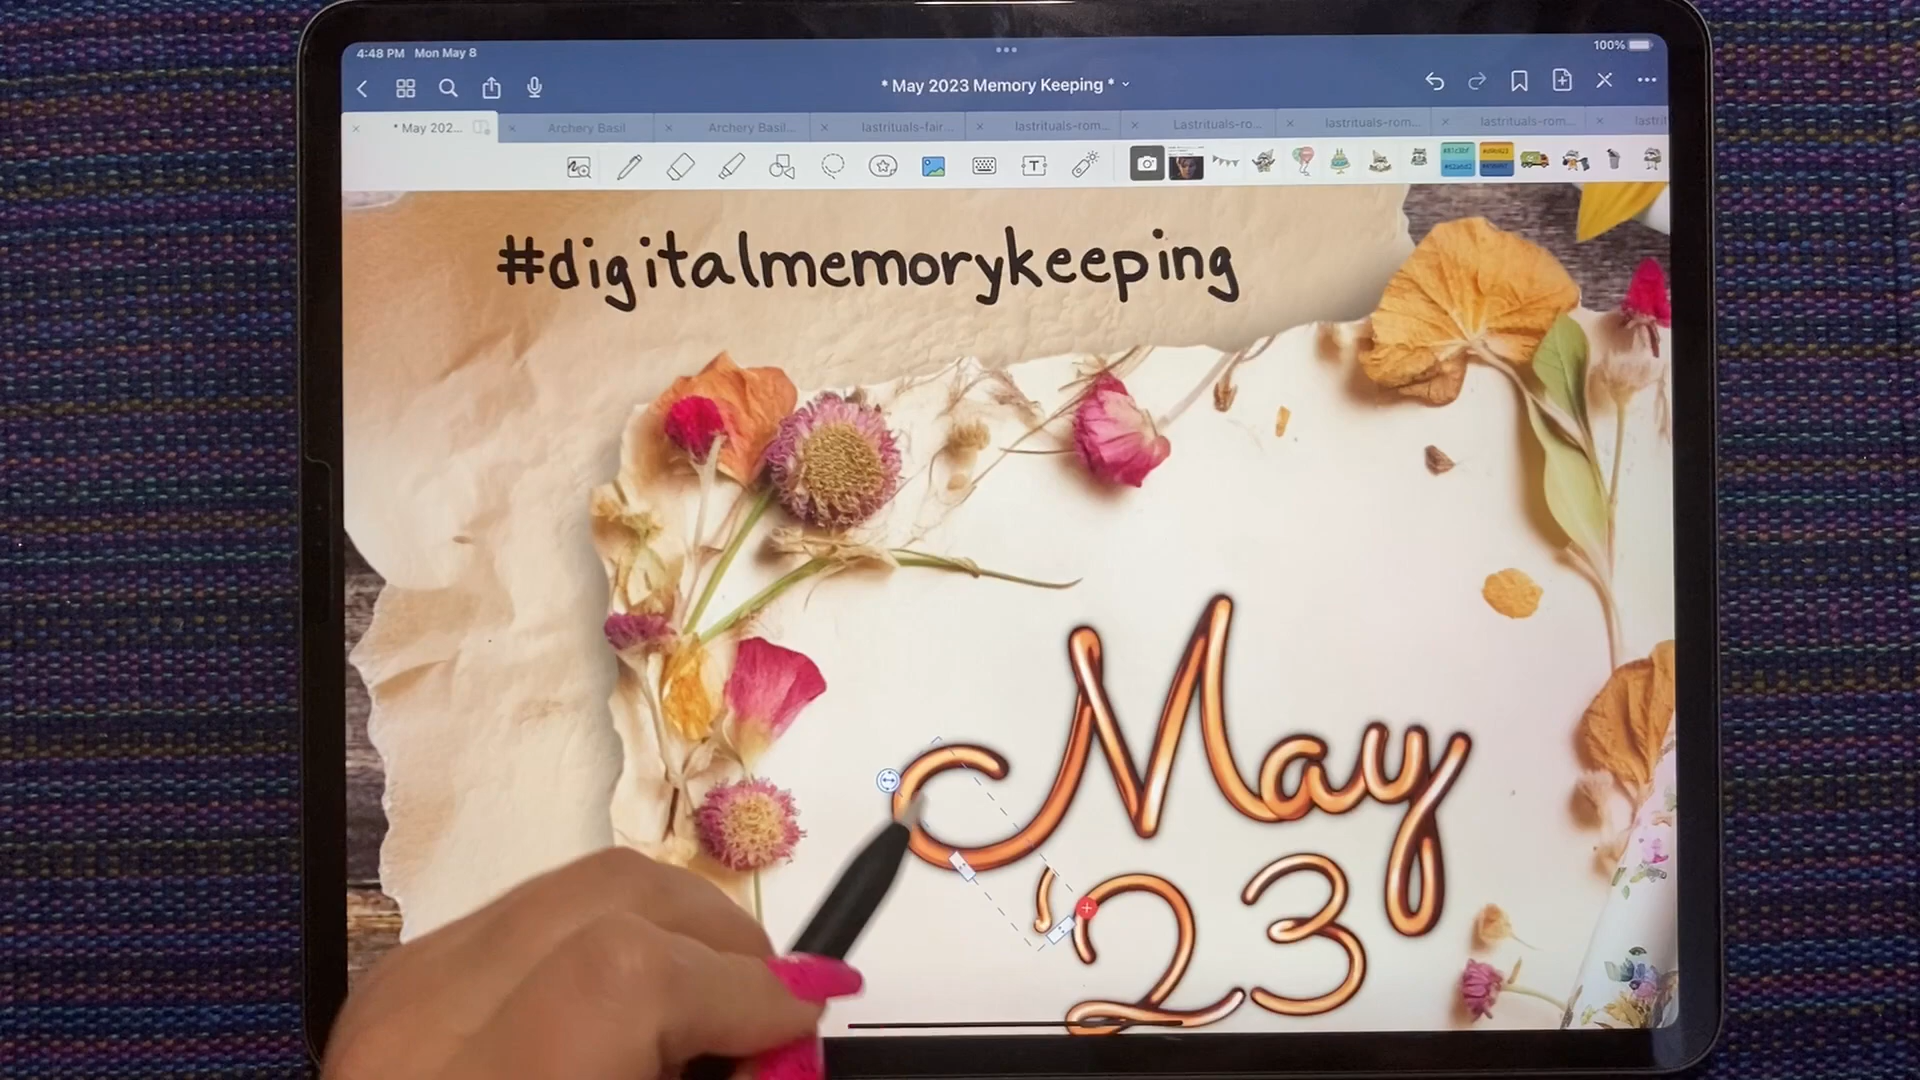 4:48 PM Mon May 8
100%
* May 2023 Memory Keeping *
* May 202...
Archery Basil
Archery Basil...
lastrituals-fair...
lastrituals-rom...
Lastrituals-ro...
lastrituals-rom...
lastrituals-rom...
#digitalmemorykeeping
May
'23